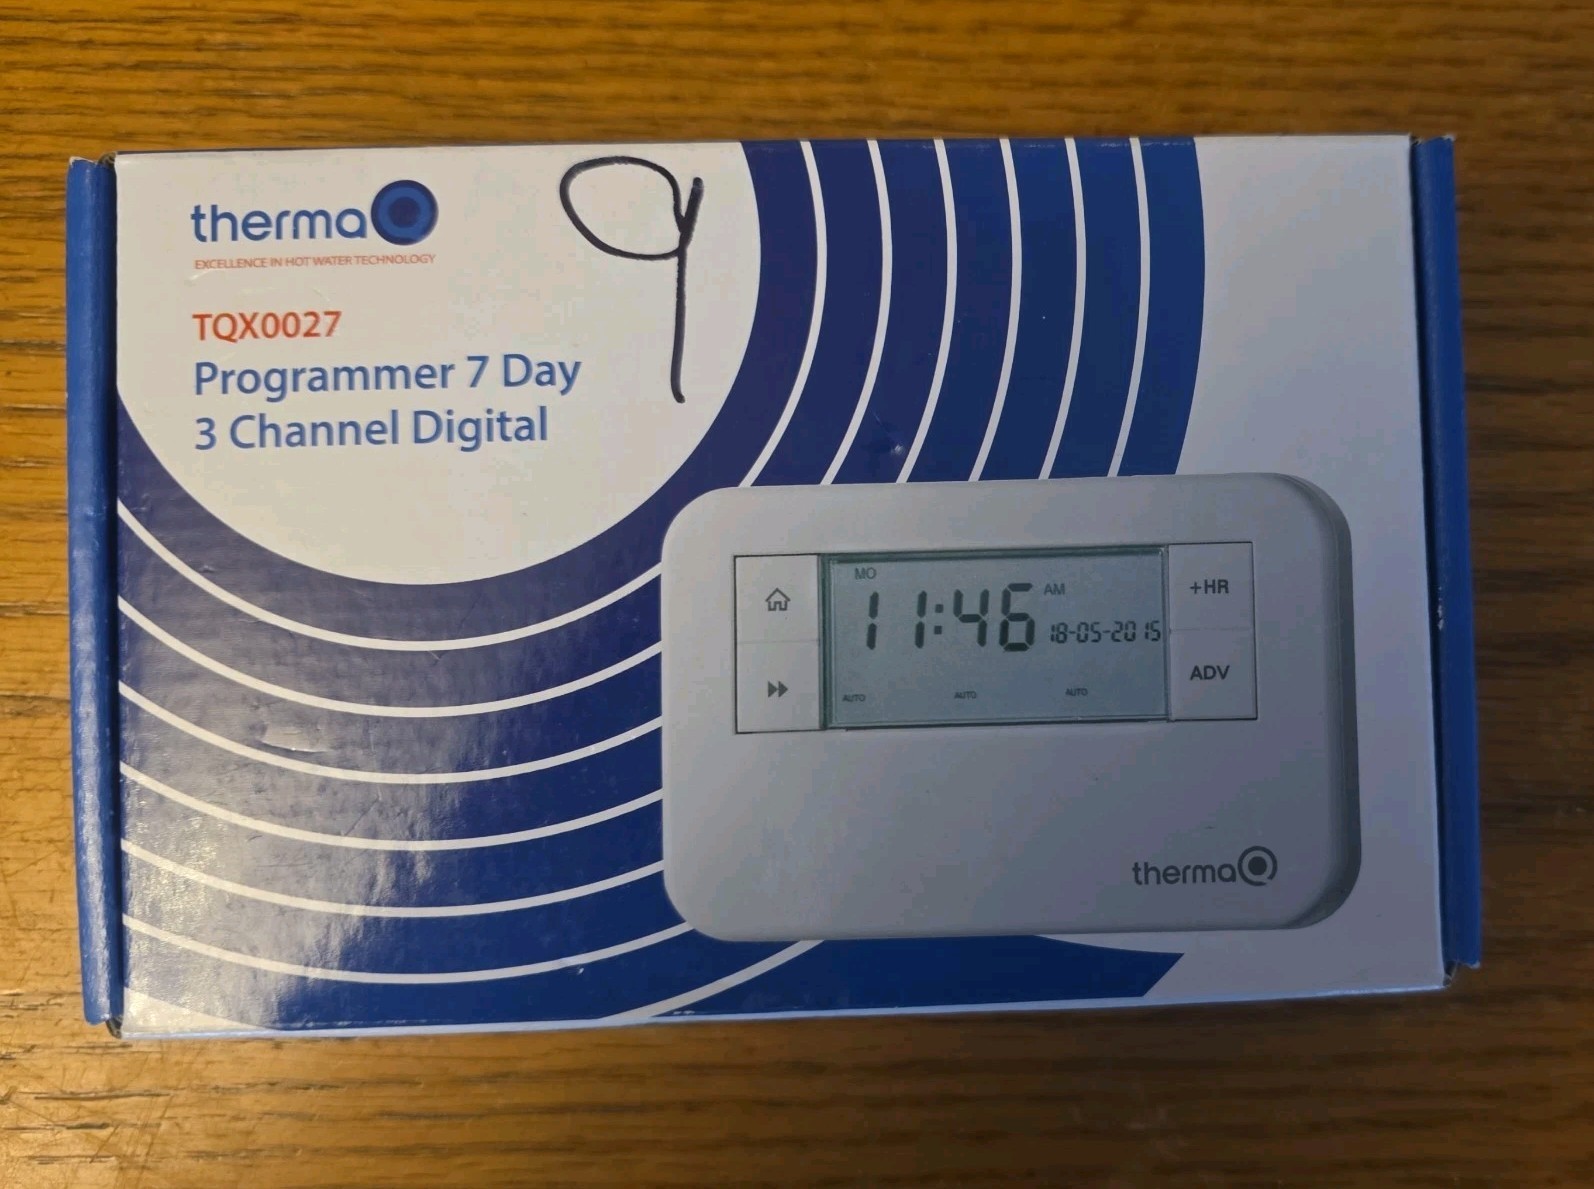 thermaQ
EXCELLENCE IN HOT WATER TECHNOLOGY
9
TQX0027
Programmer 7 Day
3 Channel Digital
MO
11:46 AM
18-05-2015
AUTO AUTO AUTO
+HR
ADV
thermaQ